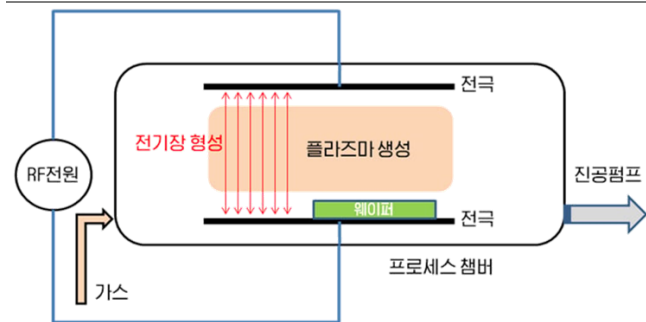 전극
전기장 형성
플라즈마 생성
RF전원
진공펌프
웨이퍼
전극
프로세스 챔버
가스